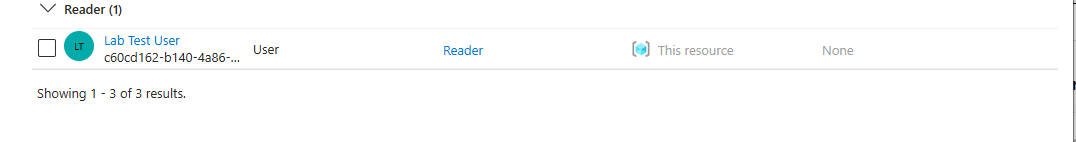 Reader (1)
LT Lab Test User
c60cd162-b140-4a86-...
User Reader This resource None
Showing 1 - 3 of 3 results.